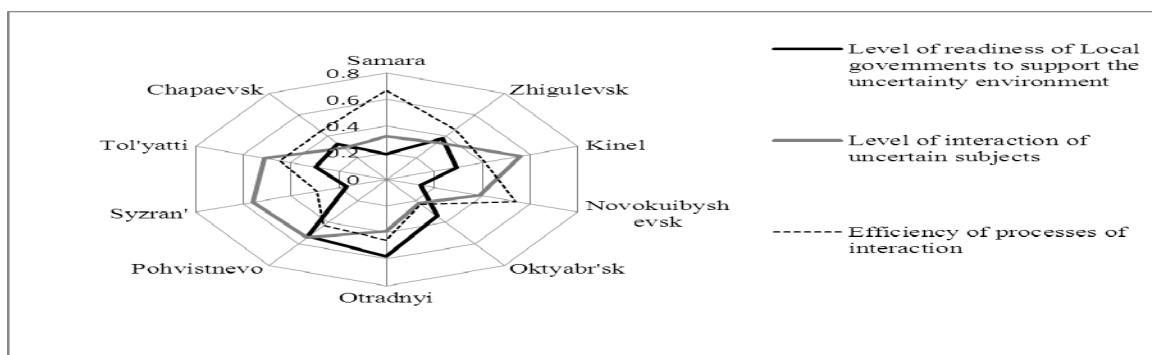 Samara
Zhigulevsk
Kinel
Novokuibysh
evsk
Oktyabr'sk
Otradnyi
Pohvistnevo
Syzran'
Tol'yatti
Chapaevsk
0.8
0.6
0.4
0.2
0
Level of readiness of Local
governments to support the
uncertainty environment
Level of interaction of
uncertain subjects
Efficiency of processes of
interaction